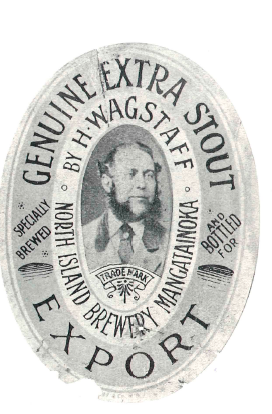 GENUINE EXTRA STOUT
BY H. WAGSTAFF
SPECIALLY
BREWED
AND
BOTTLED
FOR
TRADE MARK
NORTH ISLAND BREWERY MANGATAINOKA
EXPORT